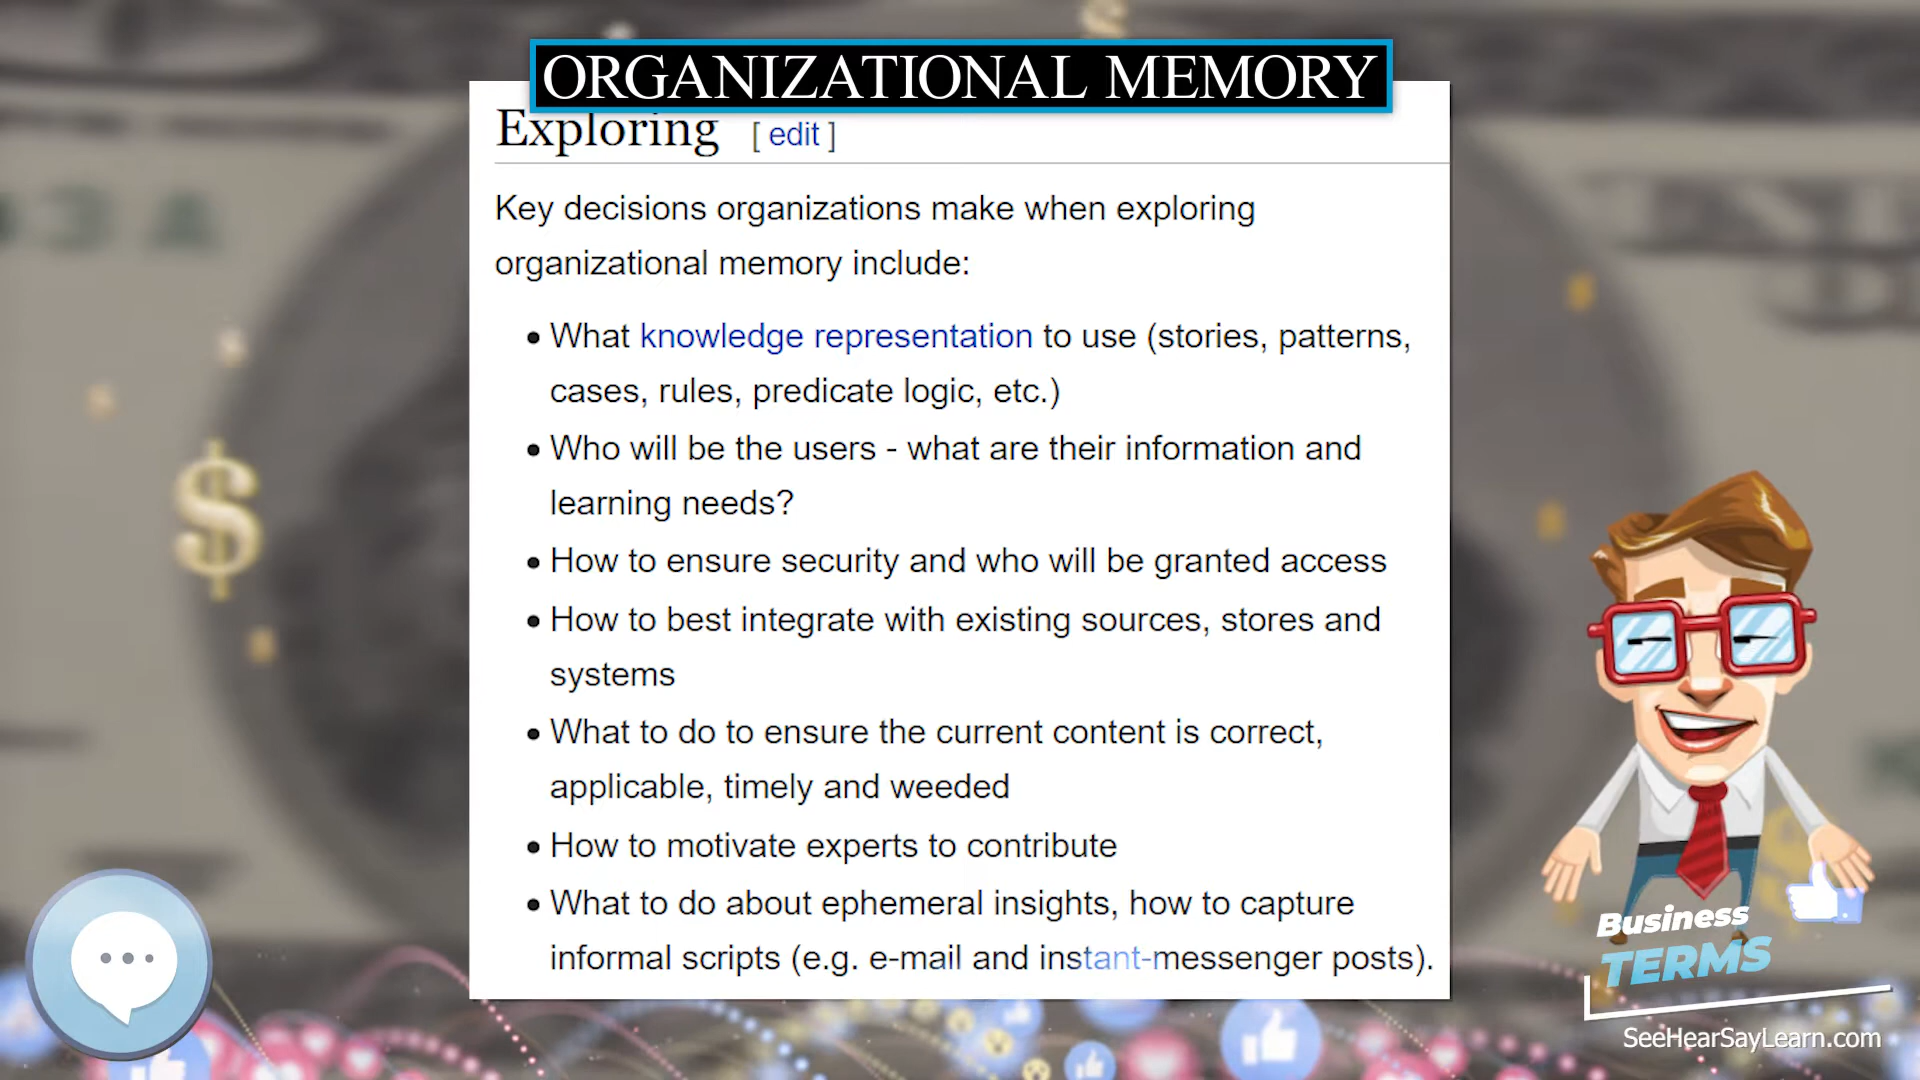 ORGANIZATIONAL MEMORY
Exploring [ edit ]
Key decisions organizations make when exploring
organizational memory include:
• What knowledge representation to use (stories, patterns,
cases, rules, predicate logic, etc.)
• Who will be the users - what are their information and
learning needs?
• How to ensure security and who will be granted access
• How to best integrate with existing sources, stores and
systems
• What to do to ensure the current content is correct,
applicable, timely and weeded
• How to motivate experts to contribute
• What to do about ephemeral insights, how to capture
informal scripts (e.g. e-mail and instant-messenger posts).
$
Business
TERMS
SeeHearSayLearn.com